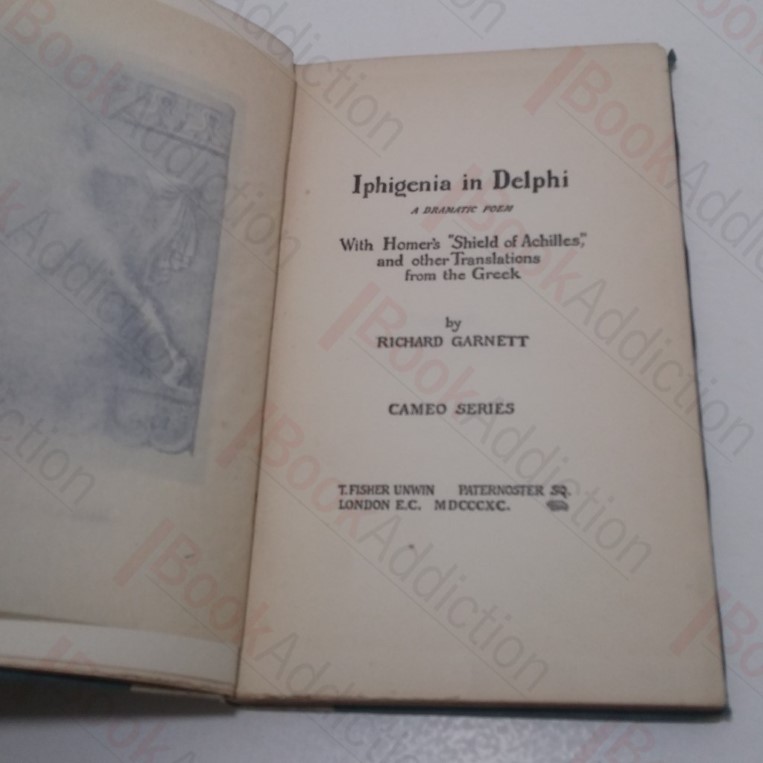 Iphigenia in Delphi
A DRAMATIC POEM
With Homer's "Shield of Achilles,"
and other Translations
from the Greek
by
RICHARD GARNETT
CAMEO SERIES
T. FISHER UNWIN PATERNOSTER SQ.
LONDON E.C. MDCCCXC.
BookAddiction